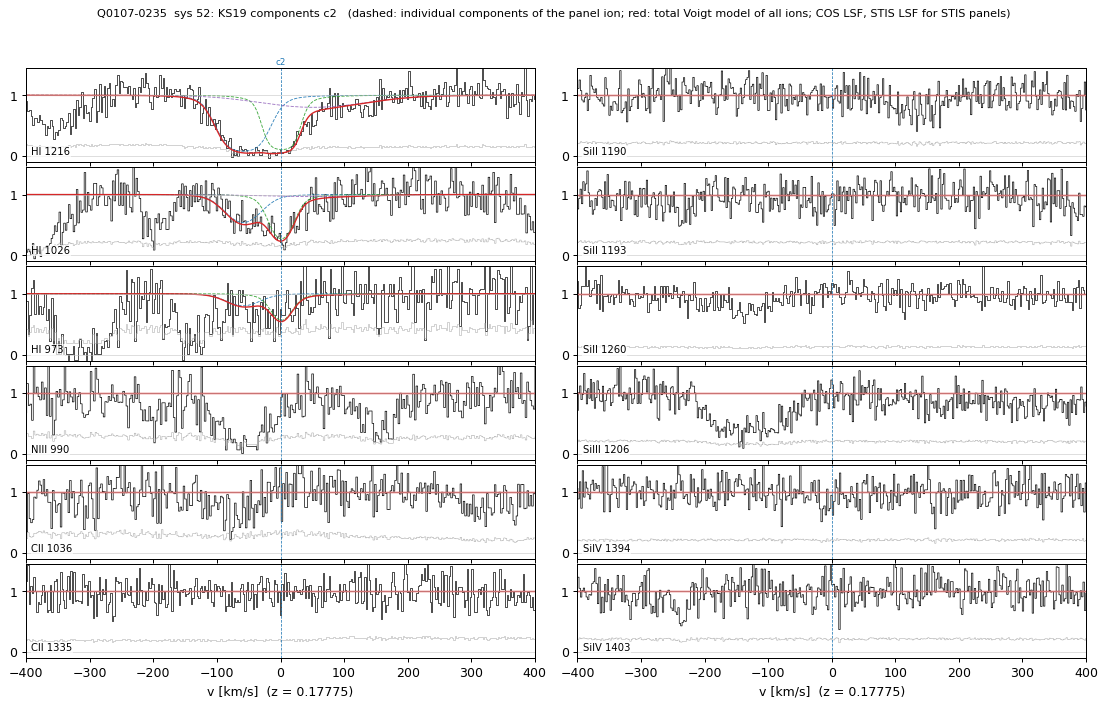 Q0107-0235  sys 52: KS19 components c2   (dashed: individual components of the panel ion; red: total Voigt model of all ions; COS LSF, STIS LSF for STIS panels)
c2
1
0
HI 1216
1
0
HI 1026
1
0
HI 973
1
0
NIII 990
1
0
CII 1036
1
0
CII 1335
−400 −300 −200 −100 0 100 200 300 400
v [km/s]  (z = 0.17775)
1
0
SiII 1190
1
0
SiII 1193
1
0
SiII 1260
1
0
SiIII 1206
1
0
SiIV 1394
1
0
SiIV 1403
−400 −300 −200 −100 0 100 200 300 400
v [km/s]  (z = 0.17775)